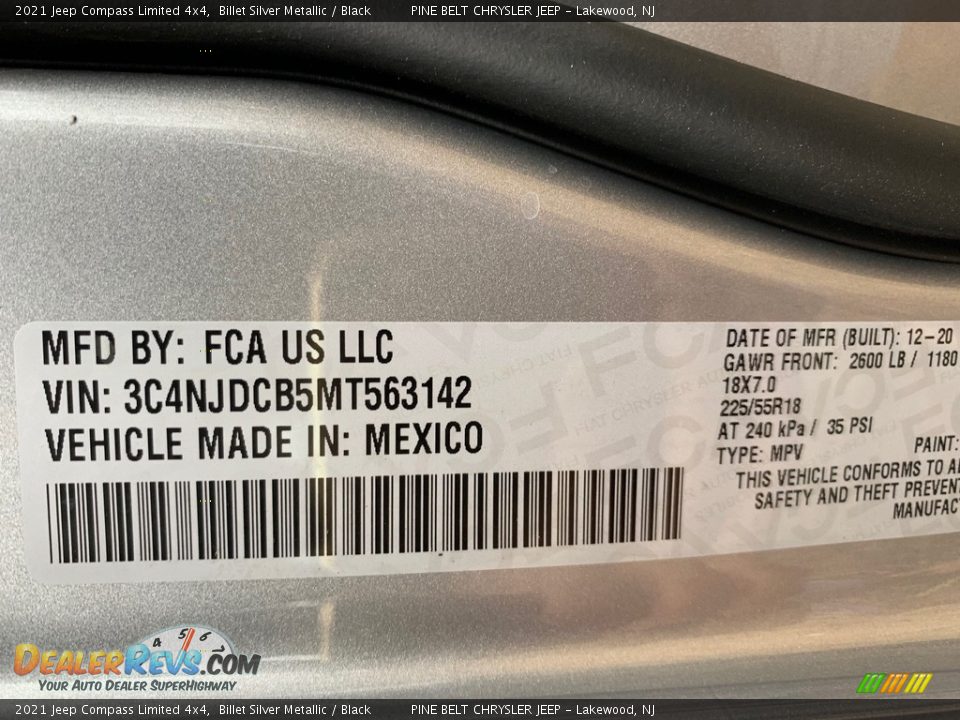 2021 Jeep Compass Limited 4x4, Billet Silver Metallic / Black PINE BELT CHRYSLER JEEP - Lakewood, NJ
MFD BY: FCA US LLC
VIN: 3C4NJDCB5MT563142
VEHICLE MADE IN: MEXICO
DATE OF MFR (BUILT): 12-20
GAWR FRONT: 2600 LB / 1180
18X7.0
225/55R18
AT 240 kPa / 35 PSI
TYPE: MPV
PAINT:
THIS VEHICLE CONFORMS TO
SAFETY AND THEFT PREVENT
MANUFAC
4 5 6
DEALERREVS.COM
YOUR AUTO DEALER SUPERHIGHWAY
2021 Jeep Compass Limited 4x4, Billet Silver Metallic / Black PINE BELT CHRYSLER JEEP - Lakewood, NJ